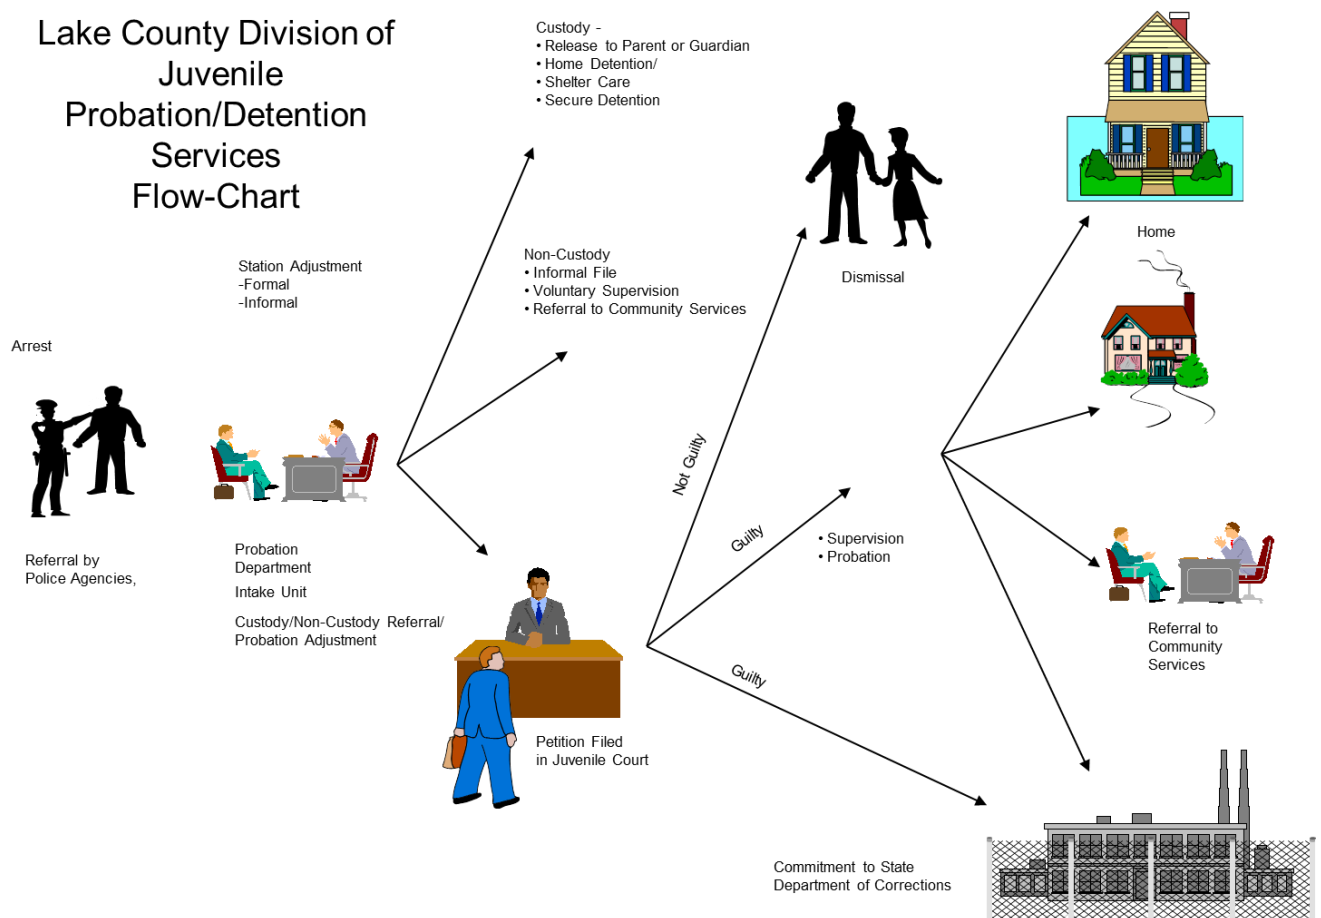 Lake County Division of
Juvenile
Probation/Detention
Services
Flow-Chart
Custody -
• Release to Parent or Guardian
• Home Detention/
• Shelter Care
• Secure Detention
Station Adjustment
-Formal
-Informal
Non-Custody
• Informal File
• Voluntary Supervision
• Referral to Community Services
Dismissal
Home
Arrest
Not Guilty
Guilty
• Supervision
• Probation
Referral by
Police Agencies,
Probation
Department
Intake Unit
Custody/Non-Custody Referral/
Probation Adjustment
Guilty
Referral to
Community
Services
Petition Filed
in Juvenile Court
Commitment to State
Department of Corrections